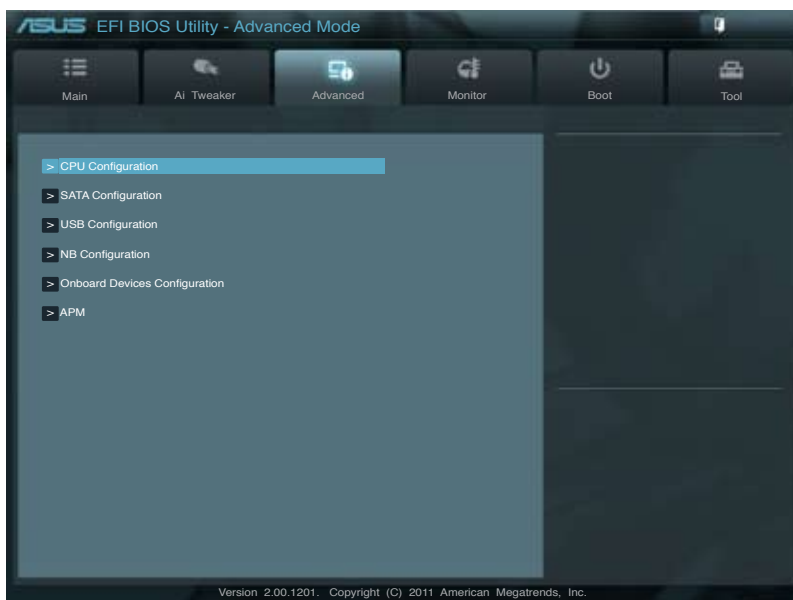 ASUS EFI BIOS Utility - Advanced Mode
Main Ai Tweaker Advanced Monitor Boot Tool
> CPU Configuration
> SATA Configuration
> USB Configuration
> NB Configuration
> Onboard Devices Configuration
> APM
Version 2.00.1201. Copyright (C) 2011 American Megatrends, Inc.